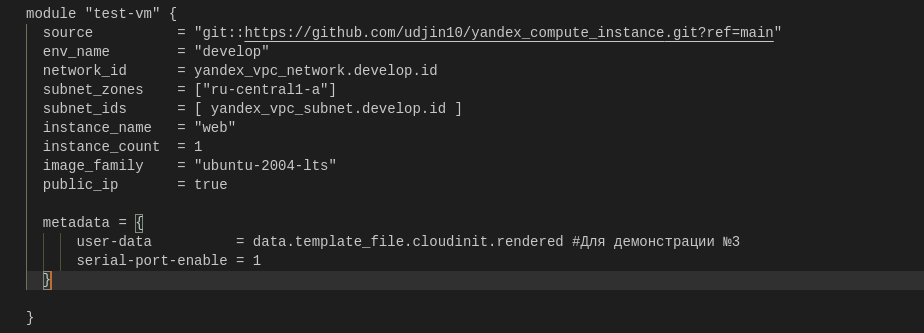 module "test-vm" {
  source          = "git::https://github.com/udjin10/yandex_compute_instance.git?ref=main"
  env_name        = "develop"
  network_id      = yandex_vpc_network.develop.id
  subnet_zones    = ["ru-central1-a"]
  subnet_ids      = [ yandex_vpc_subnet.develop.id ]
  instance_name   = "web"
  instance_count  = 1
  image_family    = "ubuntu-2004-lts"
  public_ip       = true

  metadata = {
      user-data          = data.template_file.cloudinit.rendered #Для демонстрации №3
      serial-port-enable = 1
  }

}